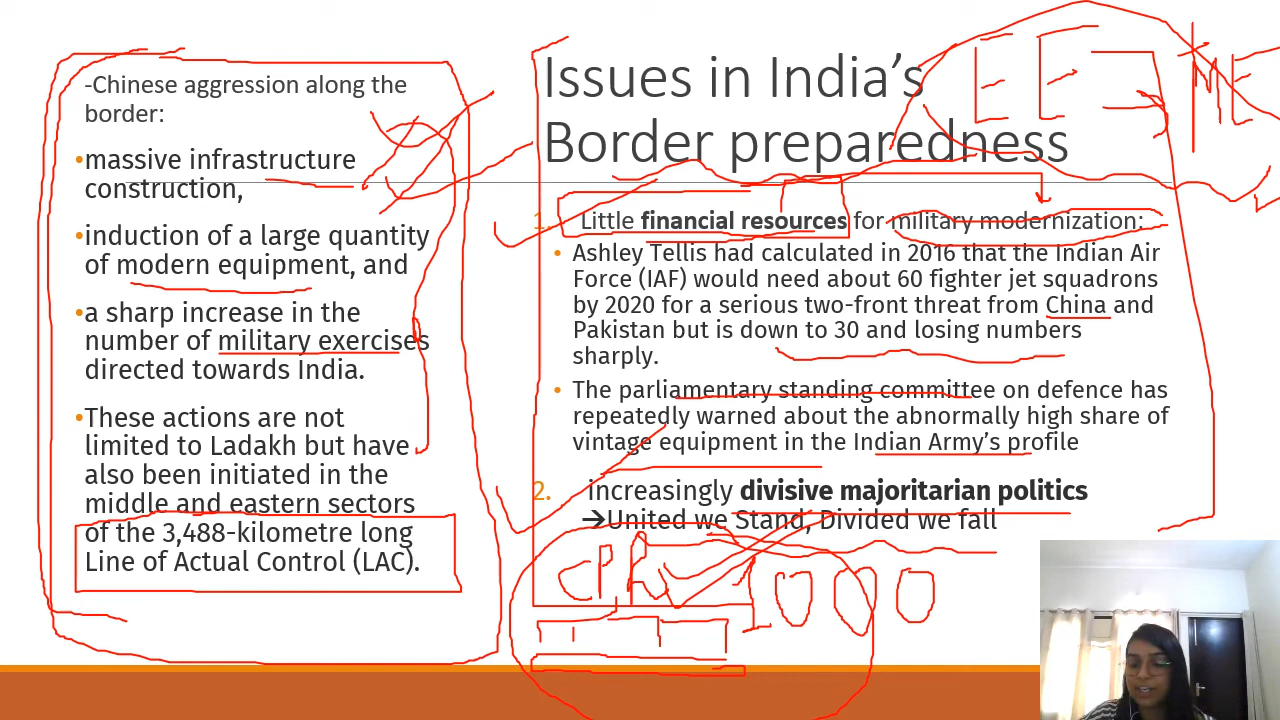 -Chinese aggression along the
border:
•massive infrastructure
construction,
•induction of a large quantity
of modern equipment, and
•a sharp increase in the
number of military exercises
directed towards India.
•These actions are not
limited to Ladakh but have
also been initiated in the
middle and eastern sectors
of the 3,488-kilometre long
Line of Actual Control (LAC).
Issues in India’s
Border preparedness
1. Little financial resources for military modernization:
• Ashley Tellis had calculated in 2016 that the Indian Air
Force (IAF) would need about 60 fighter jet squadrons
by 2020 for a serious two-front threat from China and
Pakistan but is down to 30 and losing numbers
sharply.
• The parliamentary standing committee on defence has
repeatedly warned about the abnormally high share of
vintage equipment in the Indian Army’s profile
2. increasingly divisive majoritarian politics
→United we Stand, Divided we fall
1000